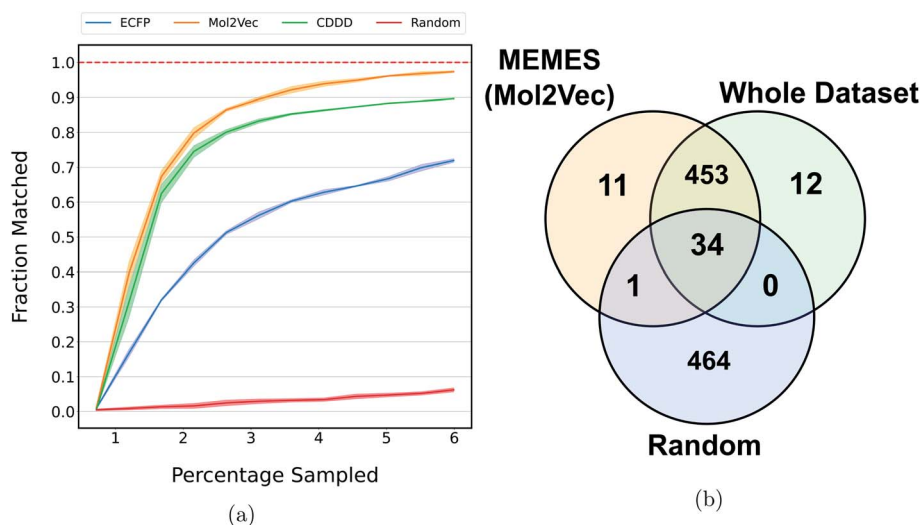 ECFP Mol2Vec CDDD Random
1.0
0.9
0.8
0.7
0.6
0.5
0.4
0.3
0.2
0.1
0.0
Fraction Matched
1 2 3 4 5 6
Percentage Sampled
(a)
MEMES
(Mol2Vec)
Whole Dataset
11 453 12
34
1 0
464
Random
(b)